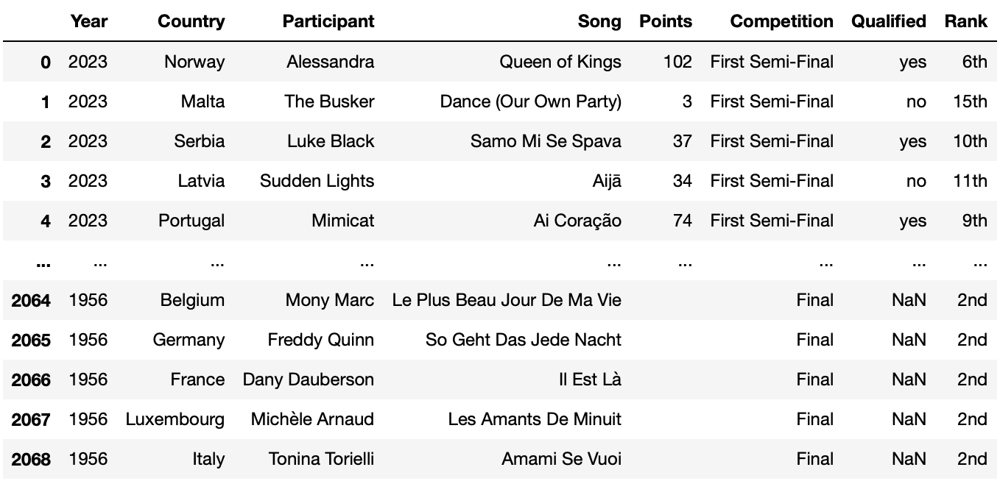 Year Country Participant Song Points Competition Qualified Rank
0 2023 Norway Alessandra Queen of Kings 102 First Semi-Final yes 6th
1 2023 Malta The Busker Dance (Our Own Party) 3 First Semi-Final no 15th
2 2023 Serbia Luke Black Samo Mi Se Spava 37 First Semi-Final yes 10th
3 2023 Latvia Sudden Lights Aijā 34 First Semi-Final no 11th
4 2023 Portugal Mimicat Ai Coração 74 First Semi-Final yes 9th
... ... ... ... ... ... ... ... ...
2064 1956 Belgium Mony Marc Le Plus Beau Jour De Ma Vie Final NaN 2nd
2065 1956 Germany Freddy Quinn So Geht Das Jede Nacht Final NaN 2nd
2066 1956 France Dany Dauberson Il Est Là Final NaN 2nd
2067 1956 Luxembourg Michèle Arnaud Les Amants De Minuit Final NaN 2nd
2068 1956 Italy Tonina Torielli Amami Se Vuoi Final NaN 2nd